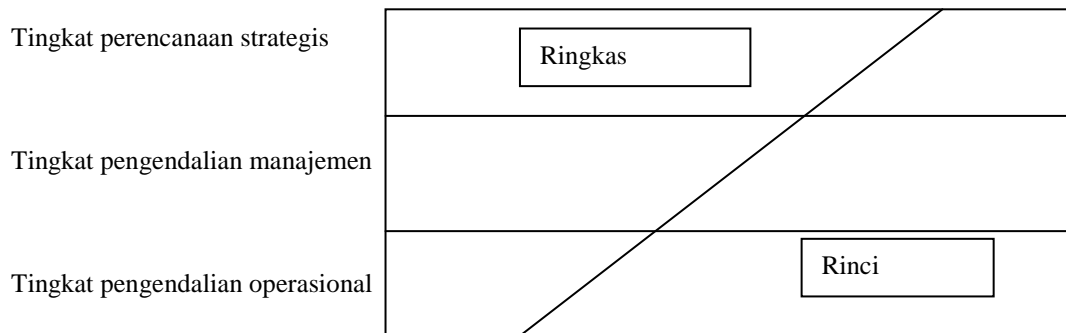 Tingkat perencanaan strategis
Ringkas
Tingkat pengendalian manajemen
Rinci
Tingkat pengendalian operasional